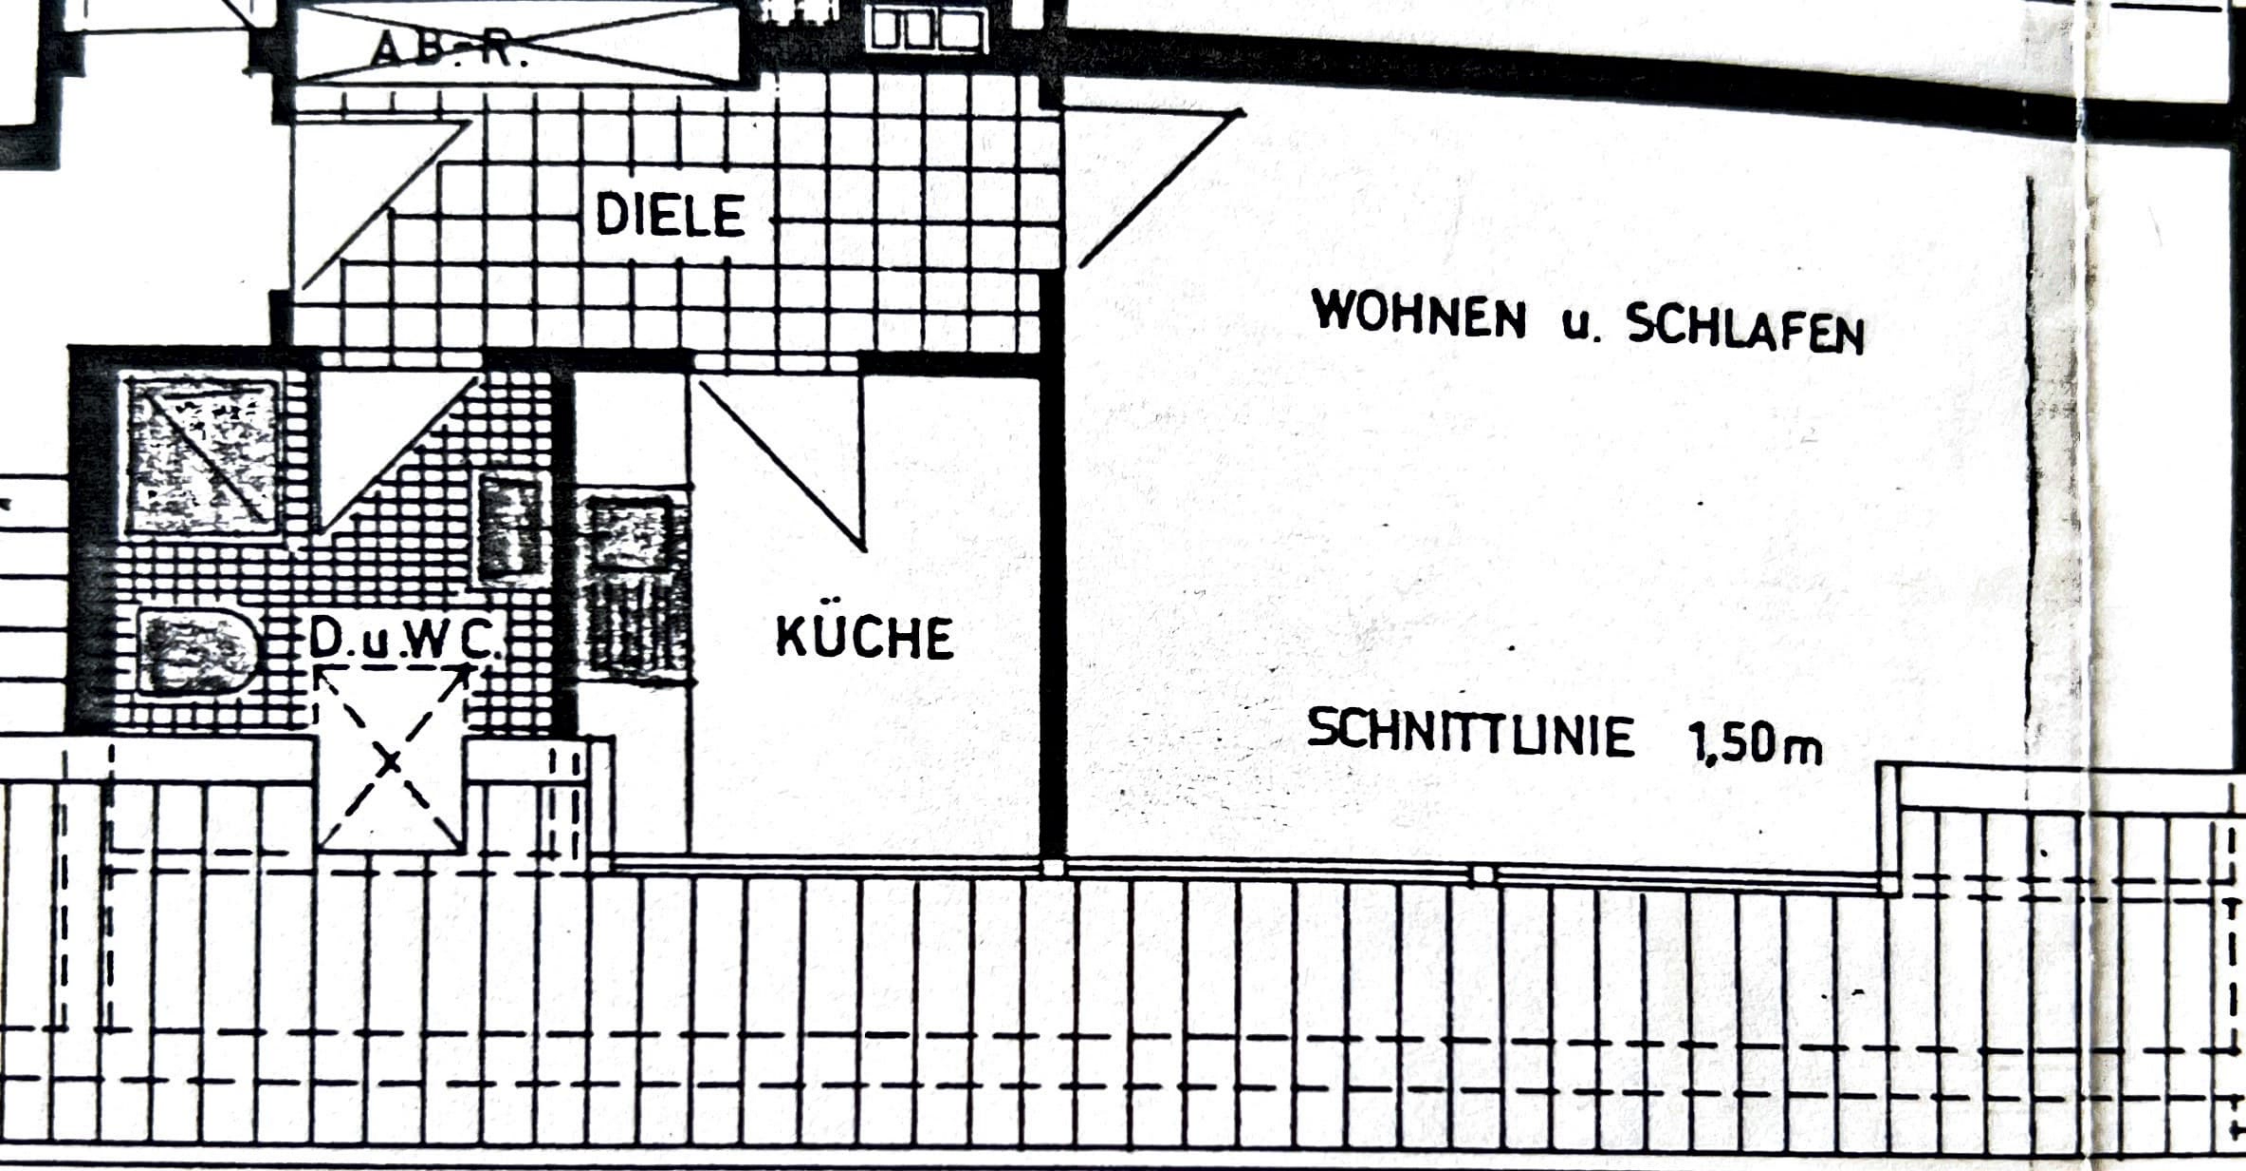 AB.-R.
DIELE
WOHNEN u. SCHLAFEN
KÜCHE
D.u.WC.
SCHNITTLINIE 1,50m